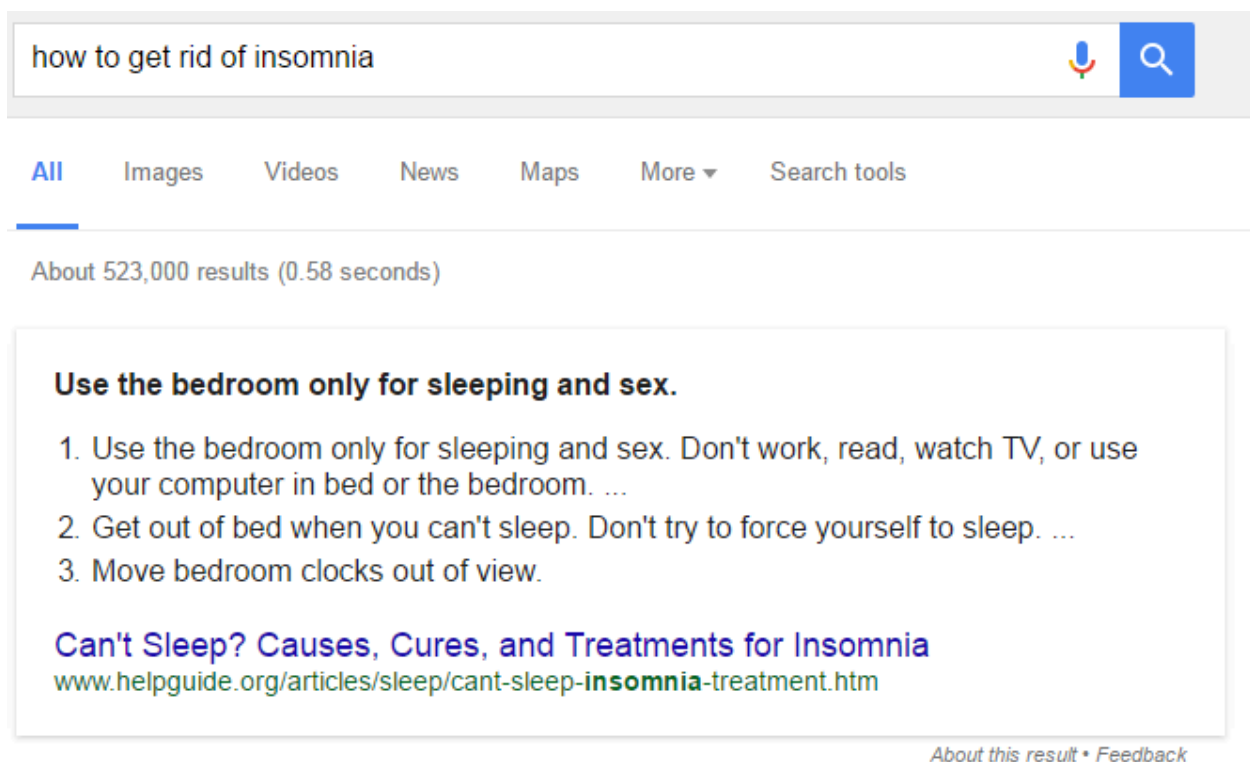 how to get rid of insomnia
All Images Videos News Maps More Search tools
About 523,000 results (0.58 seconds)
Use the bedroom only for sleeping and sex.
1. Use the bedroom only for sleeping and sex. Don't work, read, watch TV, or use
your computer in bed or the bedroom. ...
2. Get out of bed when you can't sleep. Don't try to force yourself to sleep. ...
3. Move bedroom clocks out of view.
Can't Sleep? Causes, Cures, and Treatments for Insomnia
www.helpguide.org/articles/sleep/cant-sleep-insomnia-treatment.htm
About this result • Feedback